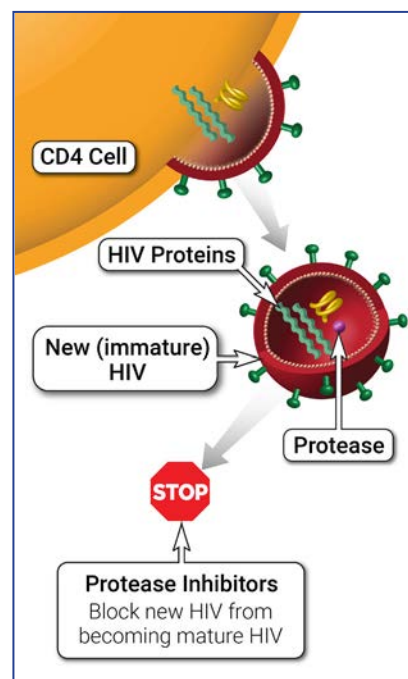 CD4 Cell
HIV Proteins
New (immature)
HIV
Protease
STOP
Protease Inhibitors
Block new HIV from
becoming mature HIV